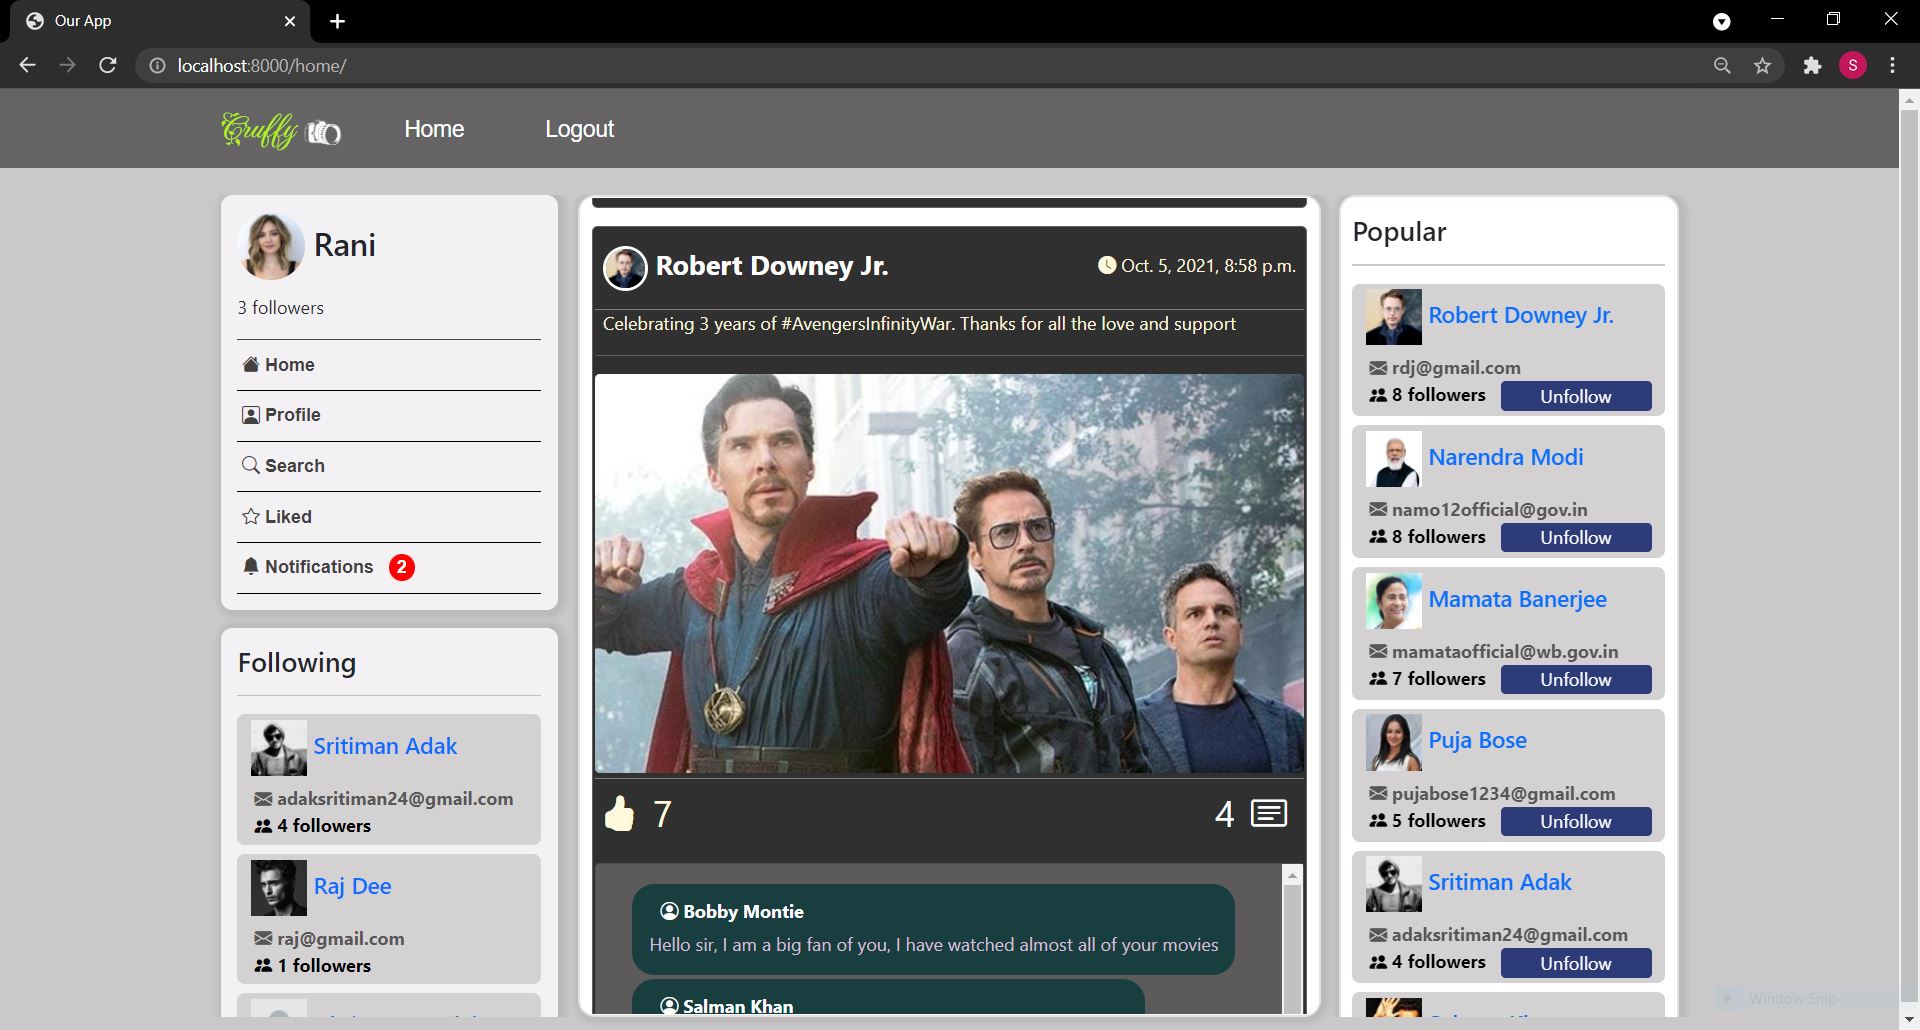 Our App
localhost:8000/home/
S
Cruffy
Home
Logout
Rani
3 followers
Home
Profile
Search
Liked
Notifications 2
Following
Sritiman Adak
adaksritiman24@gmail.com
4 followers
Raj Dee
raj@gmail.com
1 followers
Robert Downey Jr.
Oct. 5, 2021, 8:58 p.m.
Celebrating 3 years of #AvengersInfinityWar. Thanks for all the love and support
7
4
Bobby Montie
Hello sir, I am a big fan of you, I have watched almost all of your movies
Salman Khan
Popular
Robert Downey Jr.
rdj@gmail.com
8 followers
Unfollow
Narendra Modi
namo12official@gov.in
8 followers
Unfollow
Mamata Banerjee
mamataofficial@wb.gov.in
7 followers
Unfollow
Puja Bose
pujabose1234@gmail.com
5 followers
Unfollow
Sritiman Adak
adaksritiman24@gmail.com
4 followers
Unfollow
Window Snip